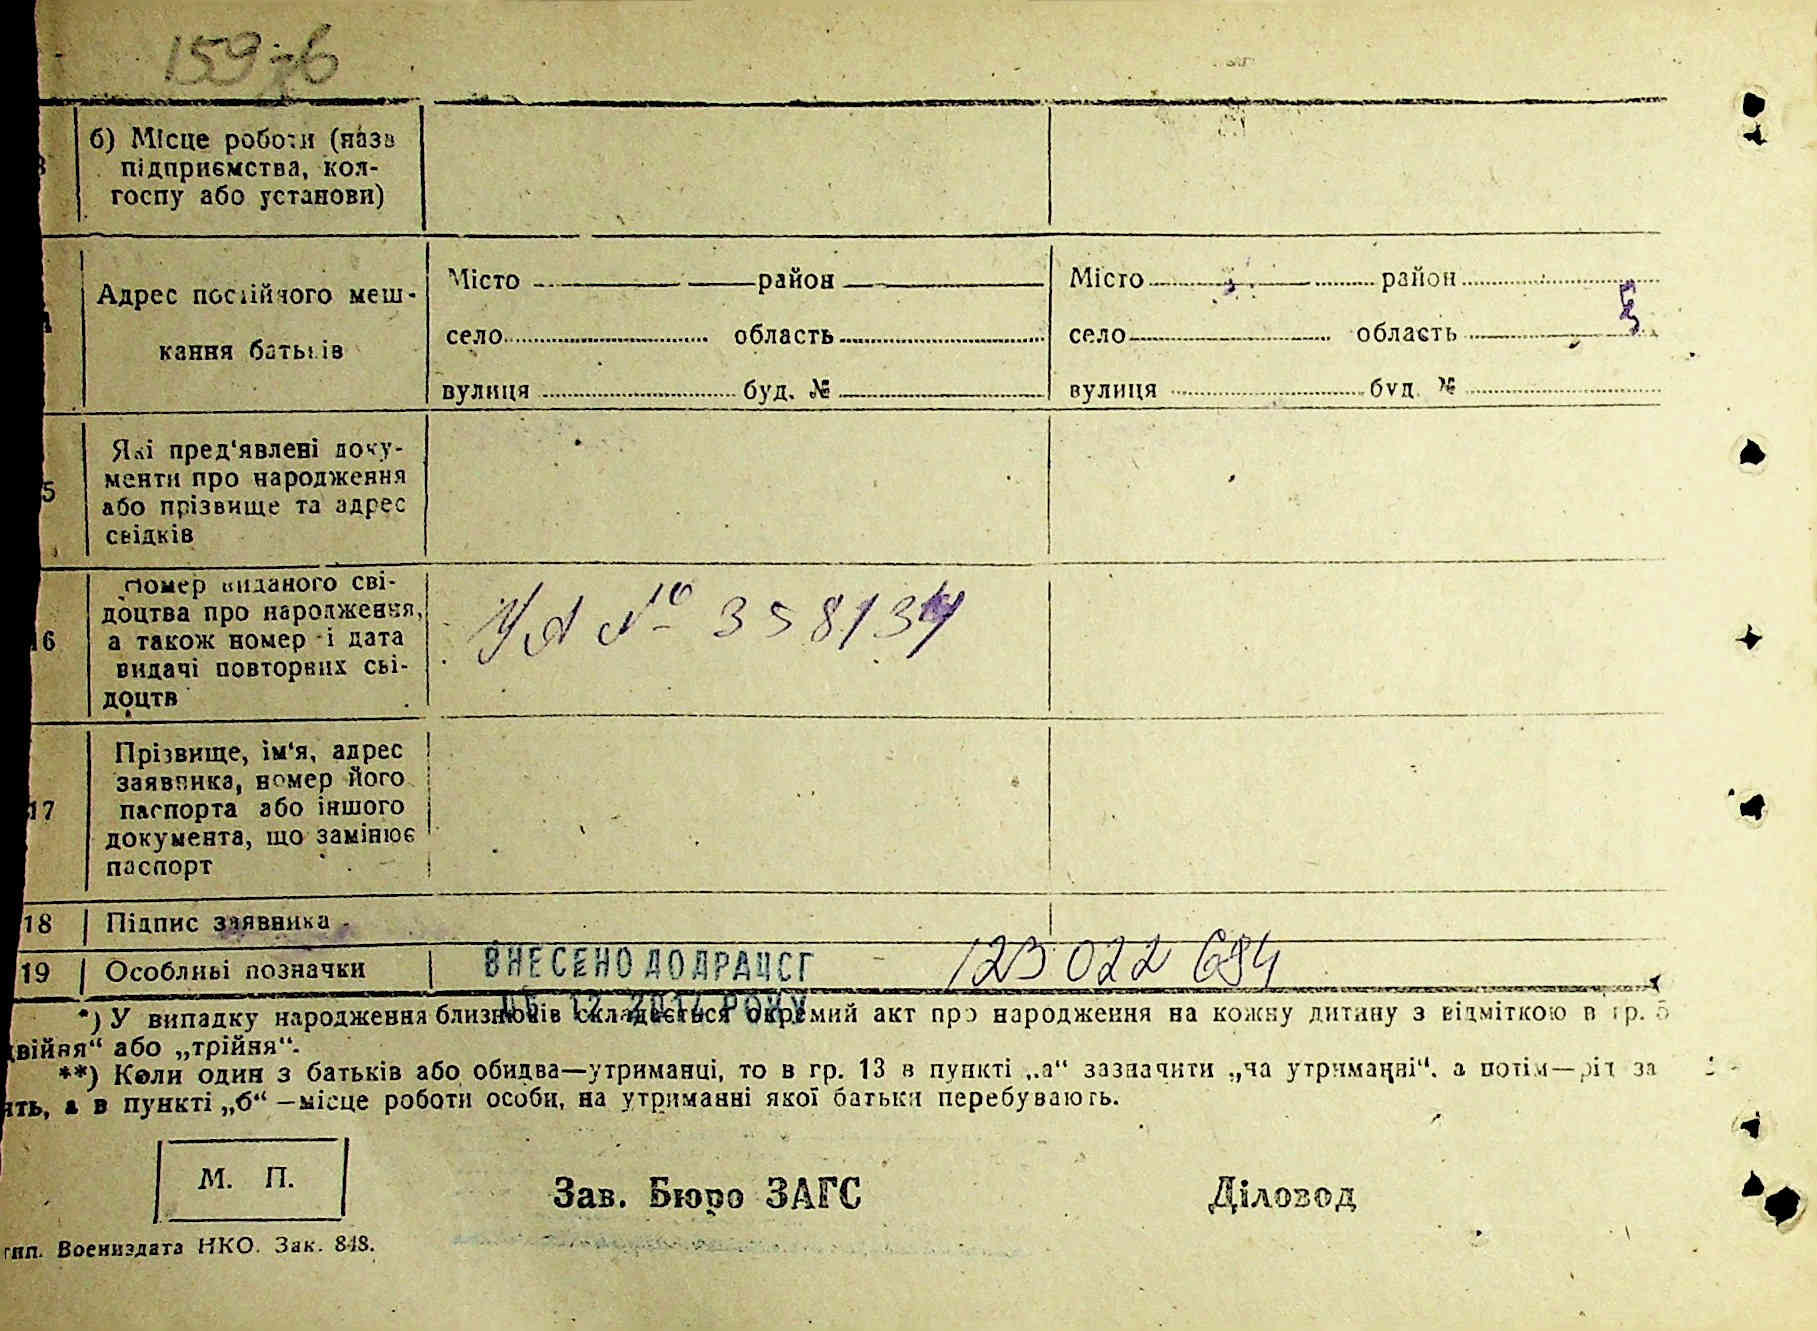 159 зв
б) Місце роботи (назв
підприємства, кол-
госпу або установи)
Адрес постійного меш-
кання батьків
Місто район
село область
вулиця буд. №
Місто район
село область
вулиця буд. №
5
Які пред'явлені доку-
менти про народження
або прізвище та адрес
свідків
16
Номер виданого сві-
доцтва про народження,
а також номер і дата
видачі повторних сві-
доцтв
УА № 358134
17
Прізвище, ім'я, адрес
заявника, номер його
паспорта або іншого
документа, що замінює
паспорт
18 Підпис заявника
19 Особливі позначки
ВНЕСЕНО ДО ДРАЦСГ
РОКУ
123 022 684
*) У випадку народження близнюків складається окремий акт про народження на кожну дитину з відміткою в гр. 5
двійня“ або „трійня“.
**) Коли один з батьків або обидва—утриманці, то в гр. 13 в пункті „а“ зазначити „на утриманні“, а потім—рід за
ять, а в пункті „б“ —місце роботи особи, на утриманні якої батьки перебувають.
М. П.
Зав. Бюро ЗАГС
Діловод
тип. Воениздата НКО. Зак. 848.